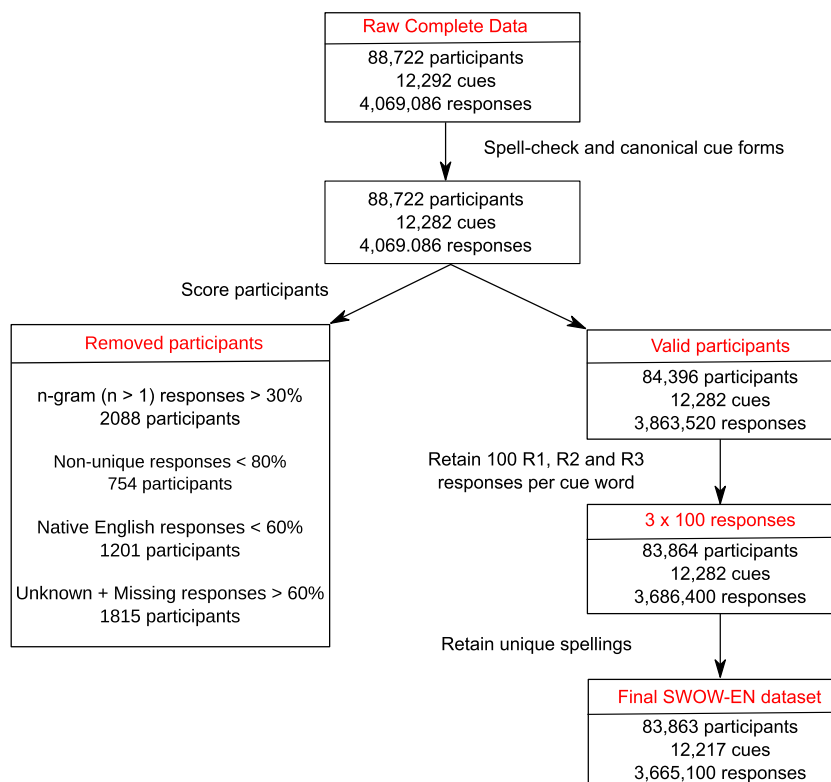 Raw Complete Data
88,722 participants
12,292 cues
4,069,086 responses
Spell-check and canonical cue forms
88,722 participants
12,282 cues
4,069.086 responses
Score participants
Removed participants
n-gram (n > 1) responses > 30%
2088 participants
Non-unique responses < 80%
754 participants
Native English responses < 60%
1201 participants
Unknown + Missing responses > 60%
1815 participants
Valid participants
84,396 participants
12,282 cues
3,863,520 responses
Retain 100 R1, R2 and R3
responses per cue word
3 x 100 responses
83,864 participants
12,282 cues
3,686,400 responses
Retain unique spellings
Final SWOW-EN dataset
83,863 participants
12,217 cues
3,665,100 responses